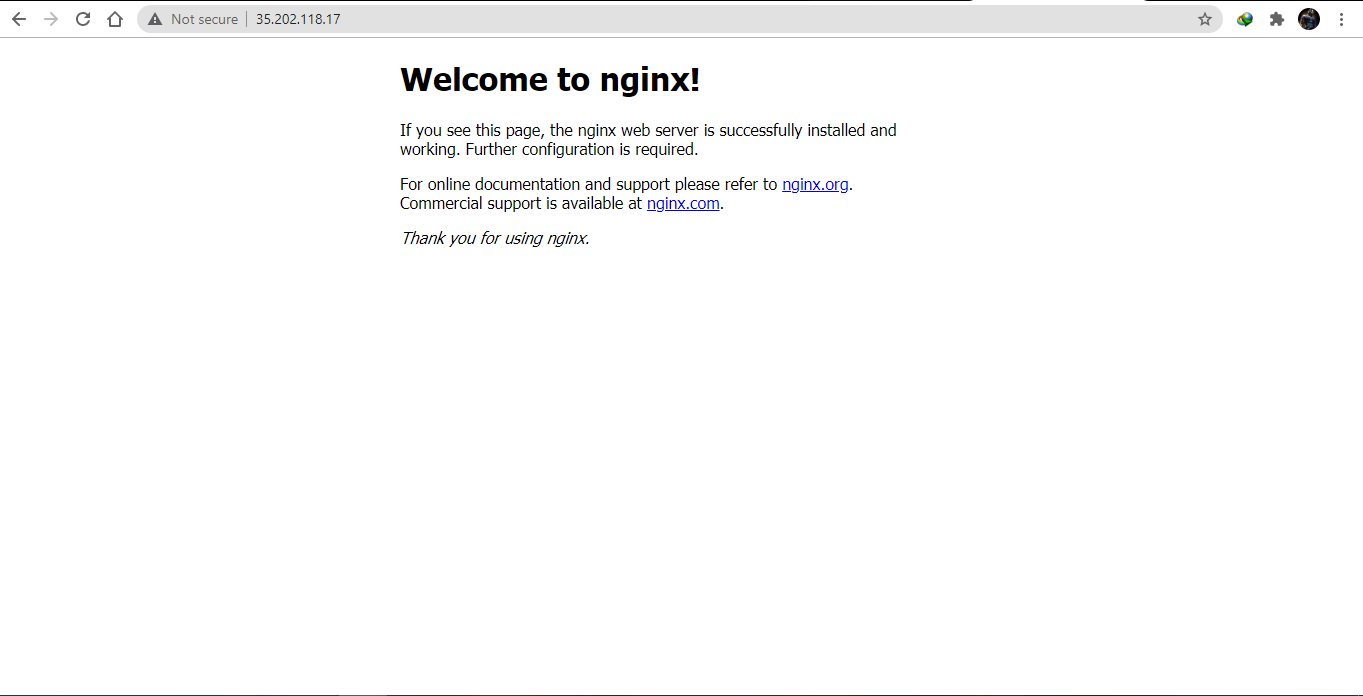 Not secure | 35.202.118.17
Welcome to nginx!
If you see this page, the nginx web server is successfully installed and
working. Further configuration is required.
For online documentation and support please refer to nginx.org.
Commercial support is available at nginx.com.
Thank you for using nginx.